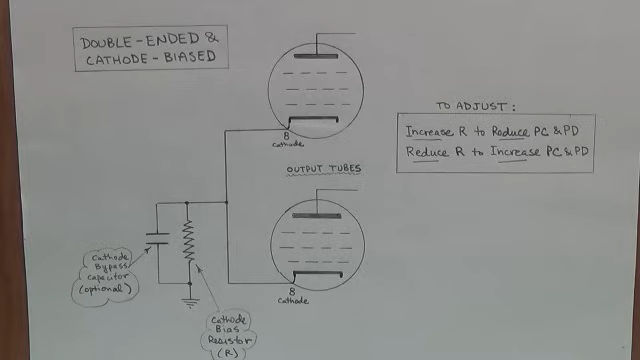 DOUBLE-ENDED &
CATHODE-BIASED
TO ADJUST:
Increase R to Reduce PC & PD
Reduce R to Increase PC & PD
8
cathode
OUTPUT TUBES
8
cathode
Cathode
Bypass
Capacitor
(optional)
Cathode
Bias
Resistor
(R)